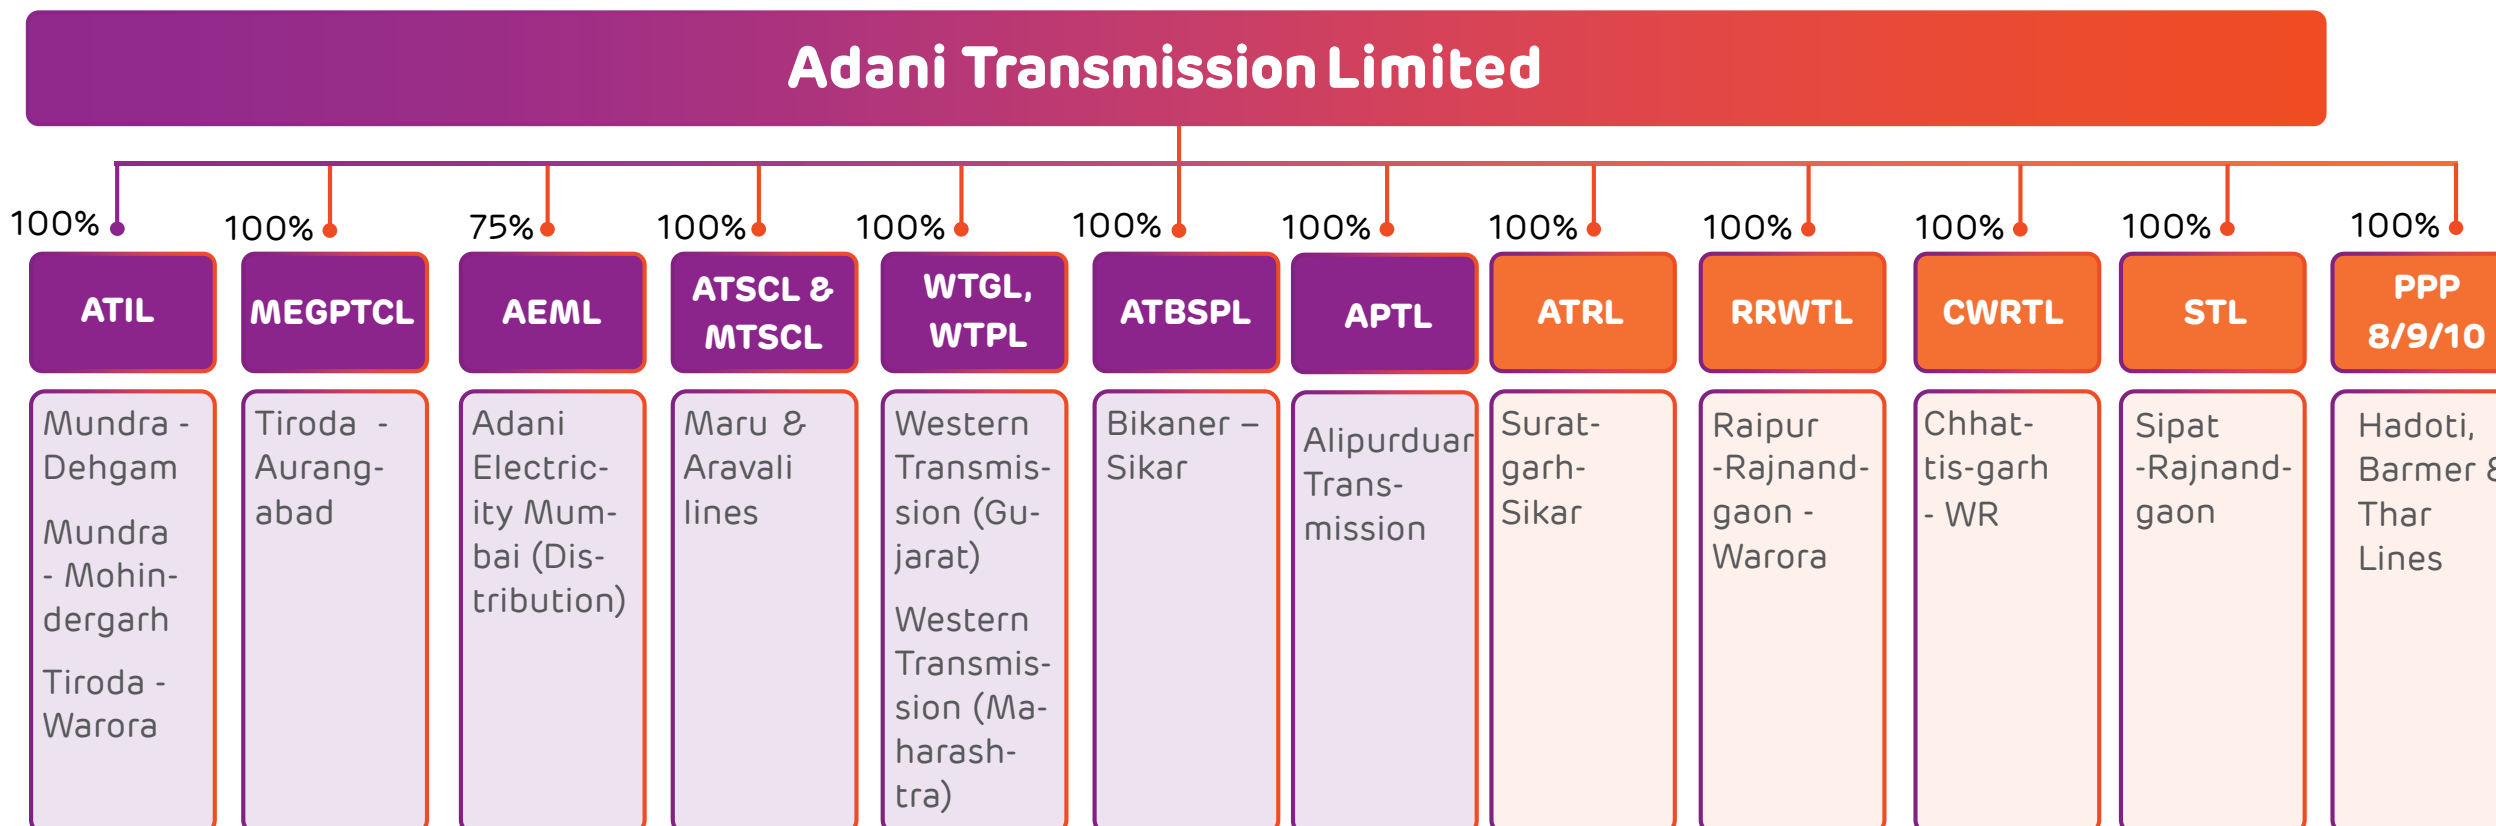 Adani Transmission Limited
100%
100%
75%
100%
100%
100%
100%
100%
100%
100%
100%
100%
ATIL
MEGPTCL
AEML
ATSCL &
MTSCL
WTGL,
WTPL
ATBSPL
APTL
ATRL
RRWTL
CWRTL
STL
PPP
8/9/10
Mundra -
Dehgam
Mundra
- Mohin-
dergarh
Tiroda -
Warora
Tiroda -
Aurang-
abad
Adani
Electric-
ity Mum-
bai (Dis-
tribution)
Maru &
Aravali
lines
Western
Transmis-
sion (Gu-
jarat)
Western
Transmis-
sion (Ma-
harash-
tra)
Bikaner –
Sikar
Alipurduar
Trans-
mission
Surat-
garh-
Sikar
Raipur
-Rajnand-
gaon -
Warora
Chhat-
tis-garh
- WR
Sipat
-Rajnand-
gaon
Hadoti,
Barmer &
Thar
Lines